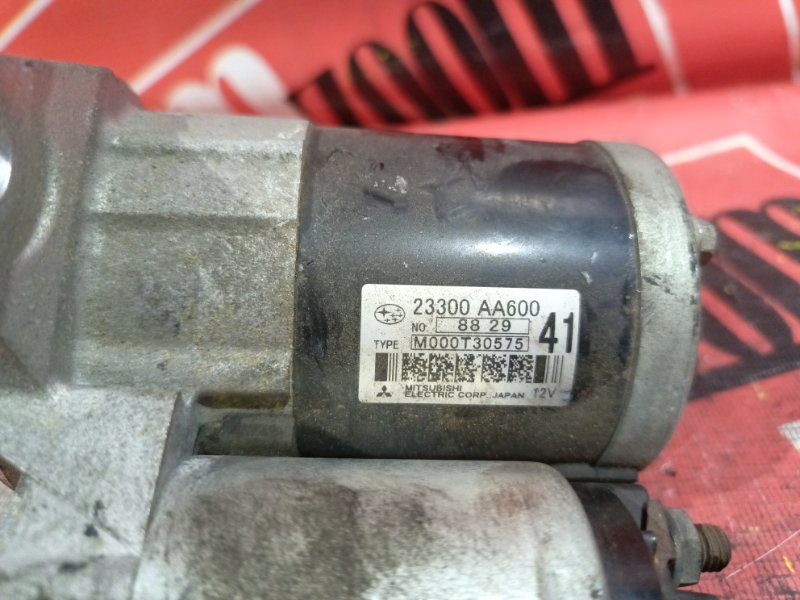 23300 AA600
NO. 88 29
41
TYPE M000T30575
MITSUBISHI
ELECTRIC CORP., JAPAN 12V